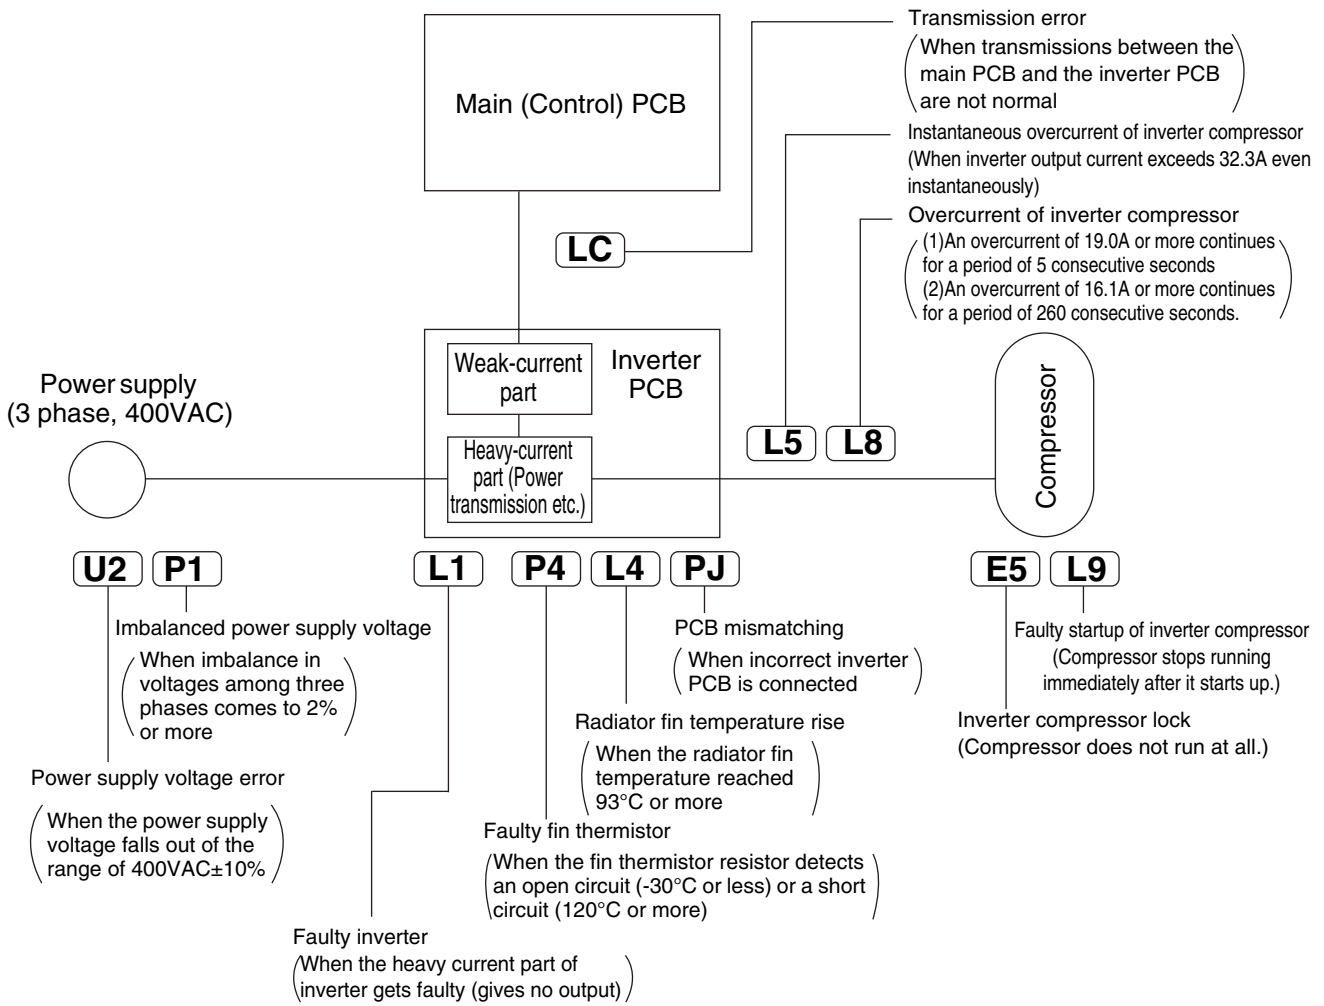 Transmission error
When transmissions between the
main PCB and the inverter PCB
are not normal
Main (Control) PCB
Instantaneous overcurrent of inverter compressor
(When inverter output current exceeds 32.3A even
instantaneously)
Overcurrent of inverter compressor
(1)An overcurrent of 19.0A or more continues
for a period of 5 consecutive seconds
(2)An overcurrent of 16.1A or more continues
for a period of 260 consecutive seconds.
LC
Weak-current
part
Inverter
PCB
Power supply
(3 phase, 400VAC)
Heavy-current
part (Power
transmission etc.)
L5
L8
Compressor
U2
P1
L1
P4
L4
PJ
E5
L9
Imbalanced power supply voltage
When imbalance in
voltages among three
phases comes to 2%
or more
PCB mismatching
When incorrect inverter
PCB is connected
Faulty startup of inverter compressor
(Compressor stops running
immediately after it starts up.)
Radiator fin temperature rise
When the radiator fin
temperature reached
93°C or more
Inverter compressor lock
(Compressor does not run at all.)
Power supply voltage error
When the power supply
voltage falls out of the
range of 400VAC±10%
Faulty fin thermistor
When the fin thermistor resistor detects
an open circuit (-30°C or less) or a short
circuit (120°C or more)
Faulty inverter
When the heavy current part of
inverter gets faulty (gives no output)